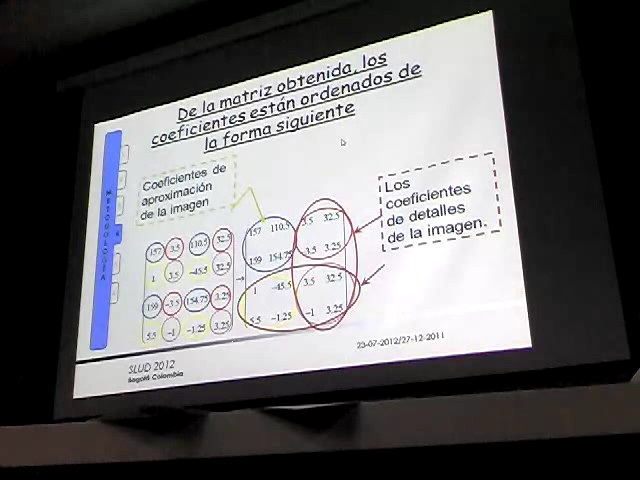 De la matriz obtenida, los
coeficientes están ordenados de
la forma siguiente
METODOLOGÍA
4
Coeficientes de
aproximación
de la imagen
Los
coeficientes
de detalles
de la imagen.
157 3.5 110.5 32.5
1 3.5 -45.5 32.5
159 -3.5 154.75 3.25
5.5 -1 -1.25 3.25
→
157 110.5 3.5 32.5
159 154.75 -3.5 3.25
1 -45.5 3.5 32.5
5.5 -1.25 -1 3.25
SLUD 2012
Bogotá Colombia
23-07-2012/27-12-2011